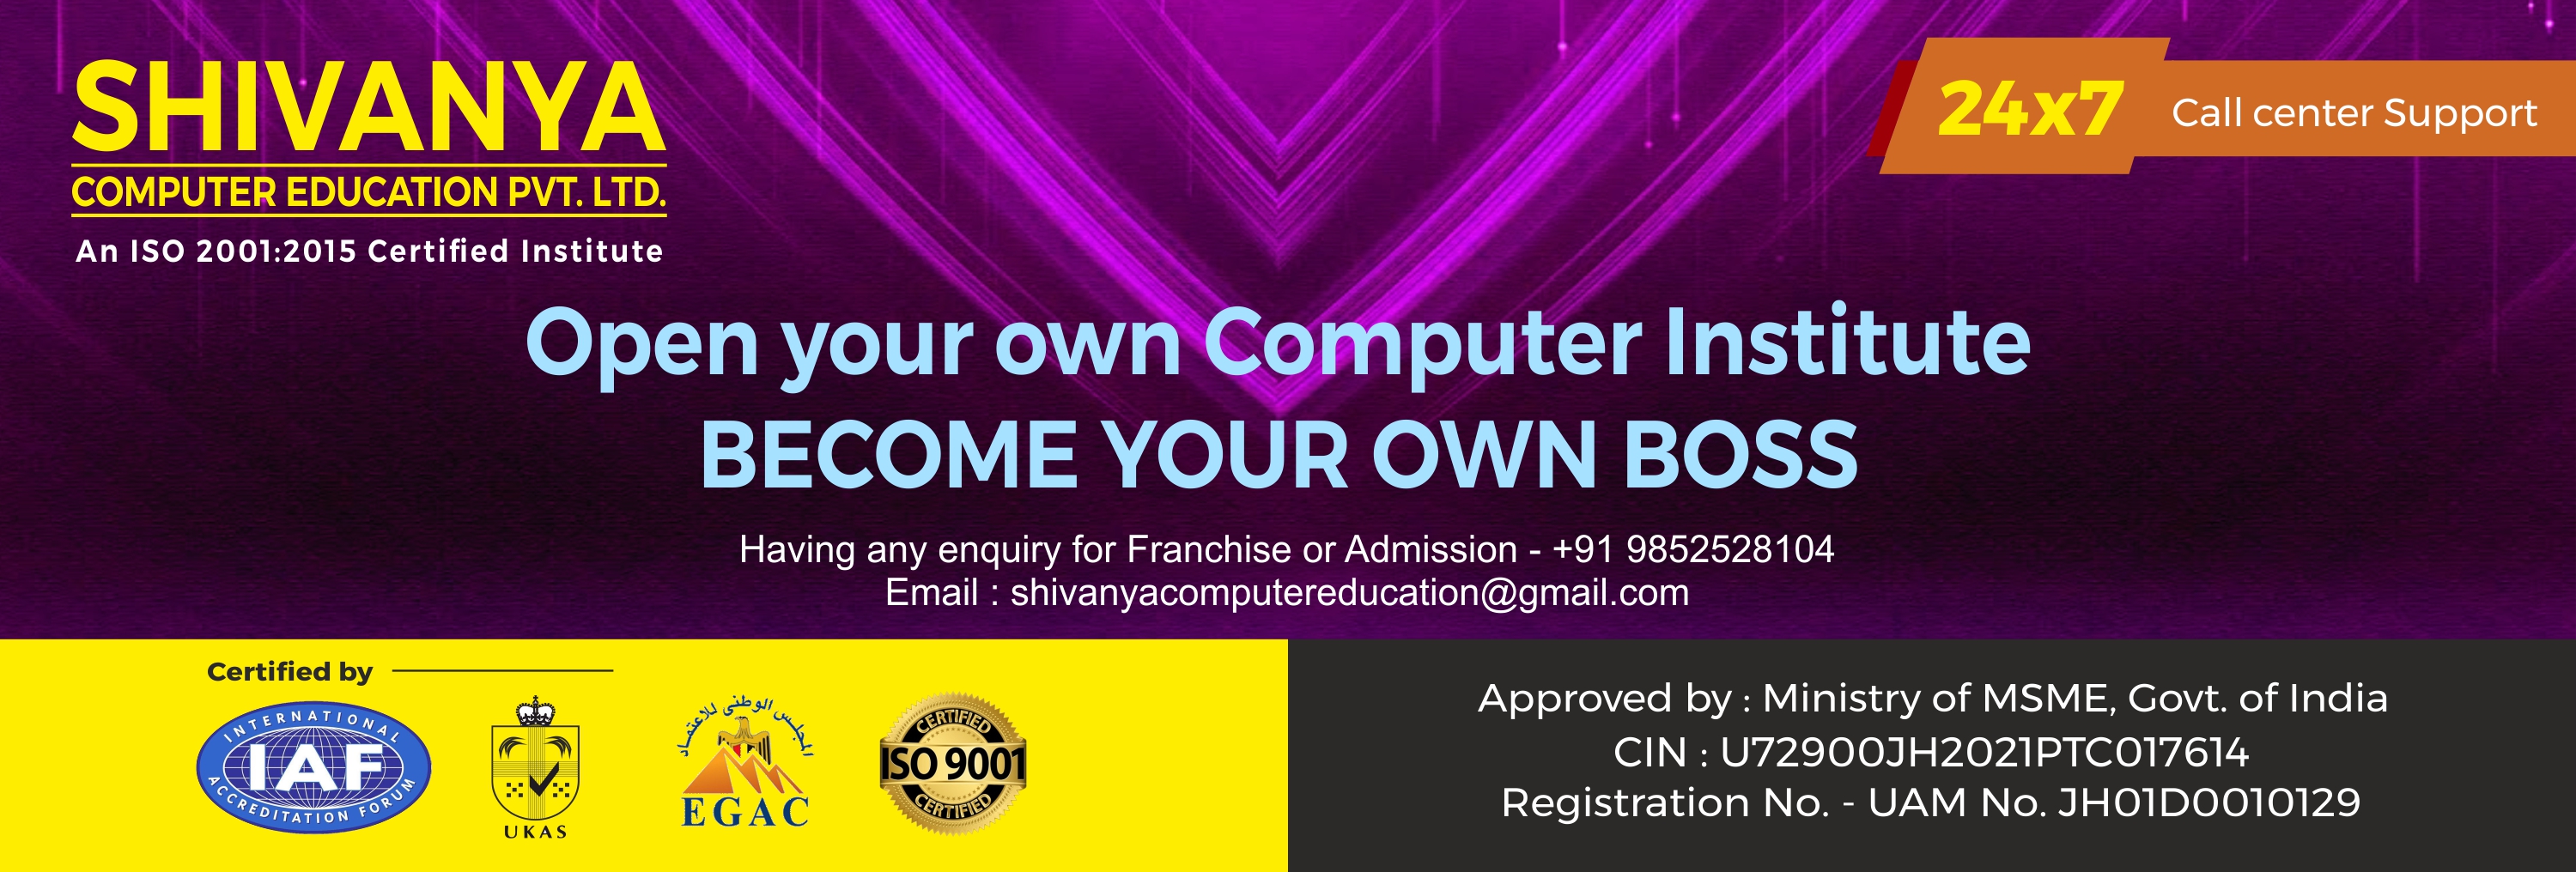 SHIVANYA
COMPUTER EDUCATION PVT. LTD.
An ISO 2001:2015 Certified Institute
24x7 Call center Support
Open your own Computer Institute
BECOME YOUR OWN BOSS
Having any enquiry for Franchise or Admission - +91 9852528104
Email : shivanyacomputereducation@gmail.com
Certified by
INTERNATIONAL
IAF
ACCREDITATION FORUM
UKAS
المجلس الوطنى للاعتماد
EGAC
CERTIFIED
ISO 9001
CERTIFIED
Approved by : Ministry of MSME, Govt. of India
CIN : U72900JH2021PTC017614
Registration No. - UAM No. JH01D0010129